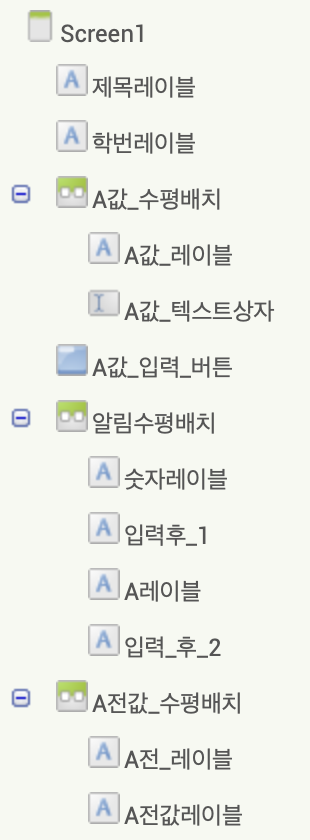 Screen1
제목레이블
학번레이블
A값_수평배치
A값_레이블
A값_텍스트상자
A값_입력_버튼
알림수평배치
숫자레이블
입력후_1
A레이블
입력_후_2
A전값_수평배치
A전_레이블
A전값레이블